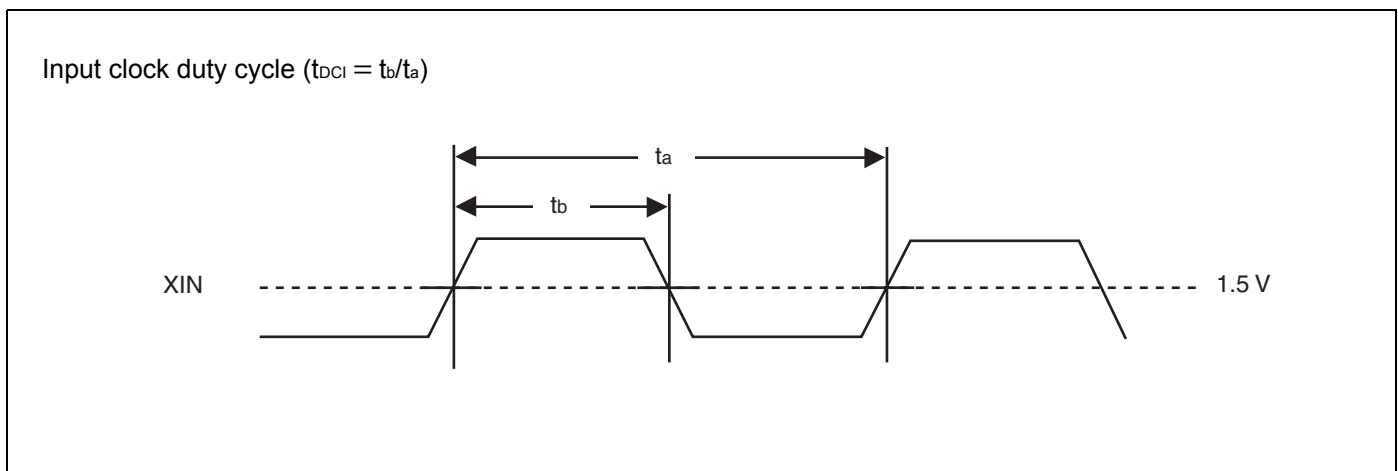 Input clock duty cycle (tDCI = tb/ta)
ta
tb
XIN
1.5 V